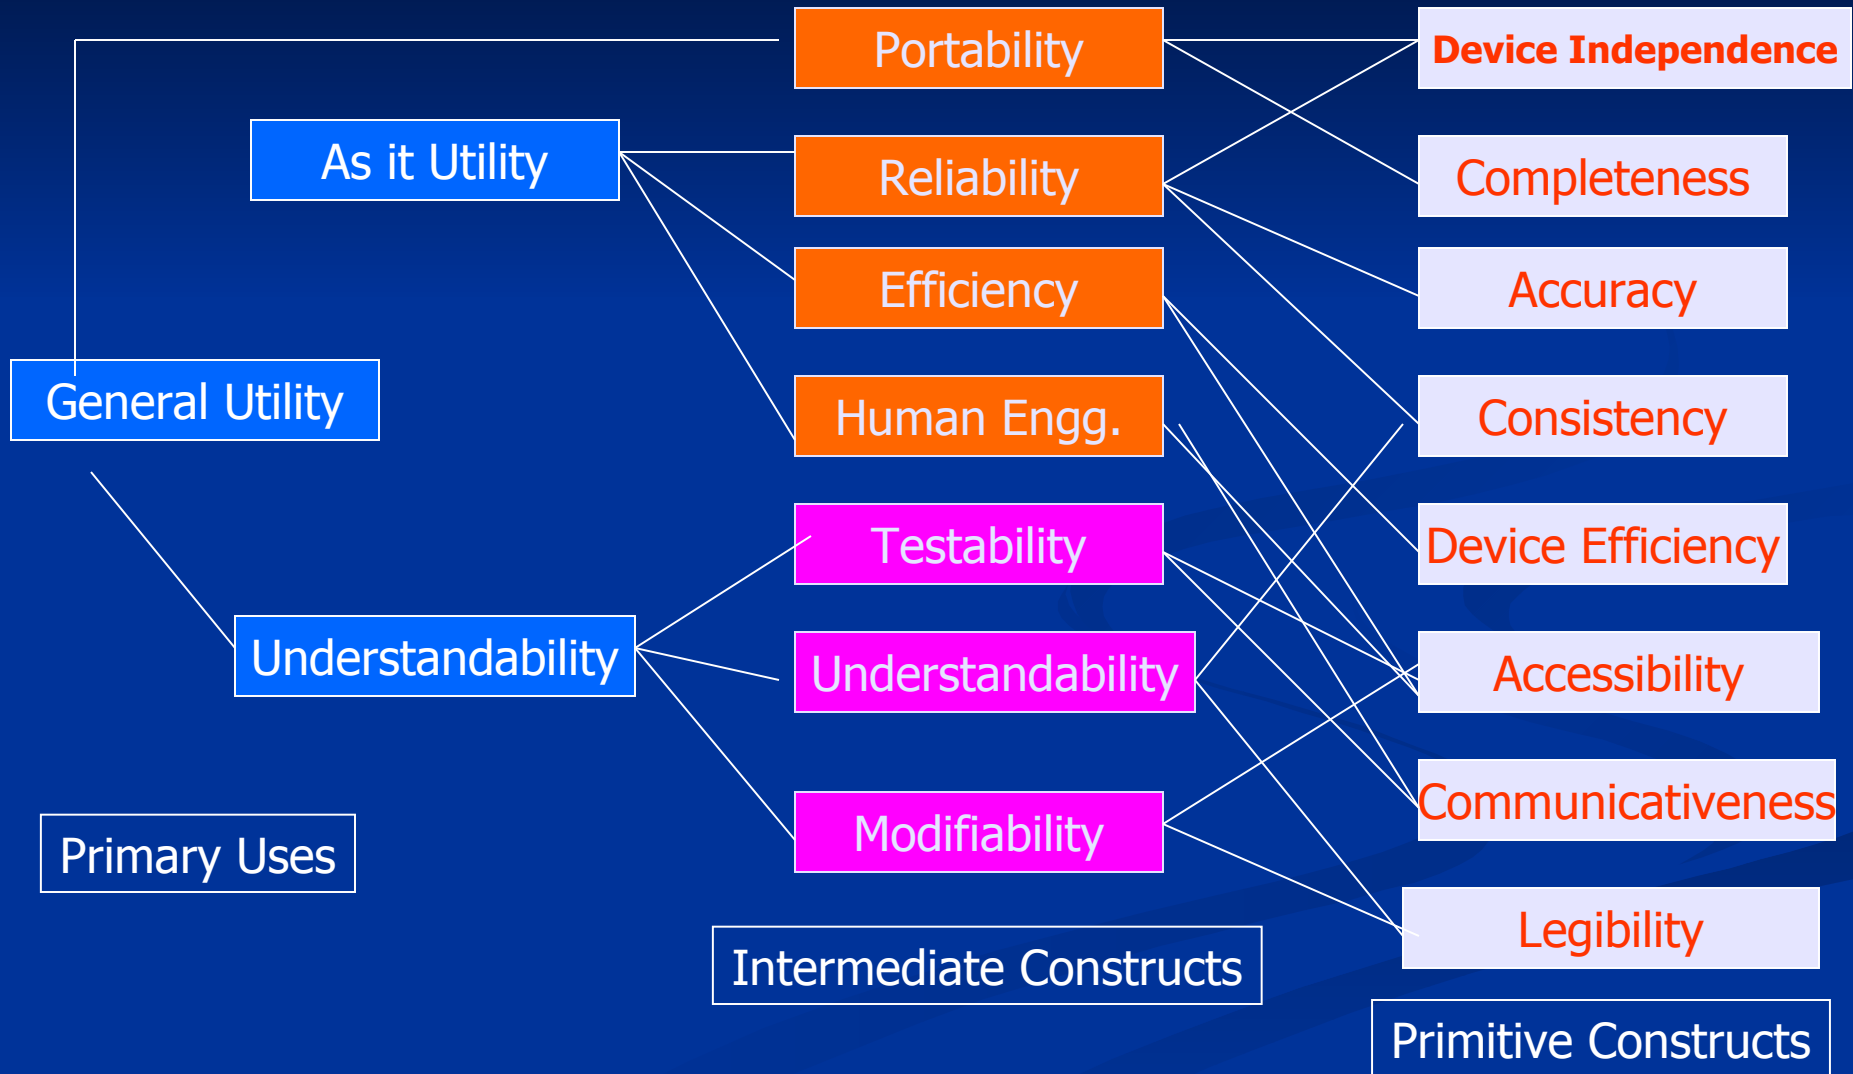 Portability
Device Independence
As it Utility
Reliability
Completeness
Efficiency
Accuracy
General Utility
Human Engg.
Consistency
Testability
Device Efficiency
Understandability
Understandability
Accessibility
Modifiability
Communicativeness
Primary Uses
Legibility
Intermediate Constructs
Primitive Constructs